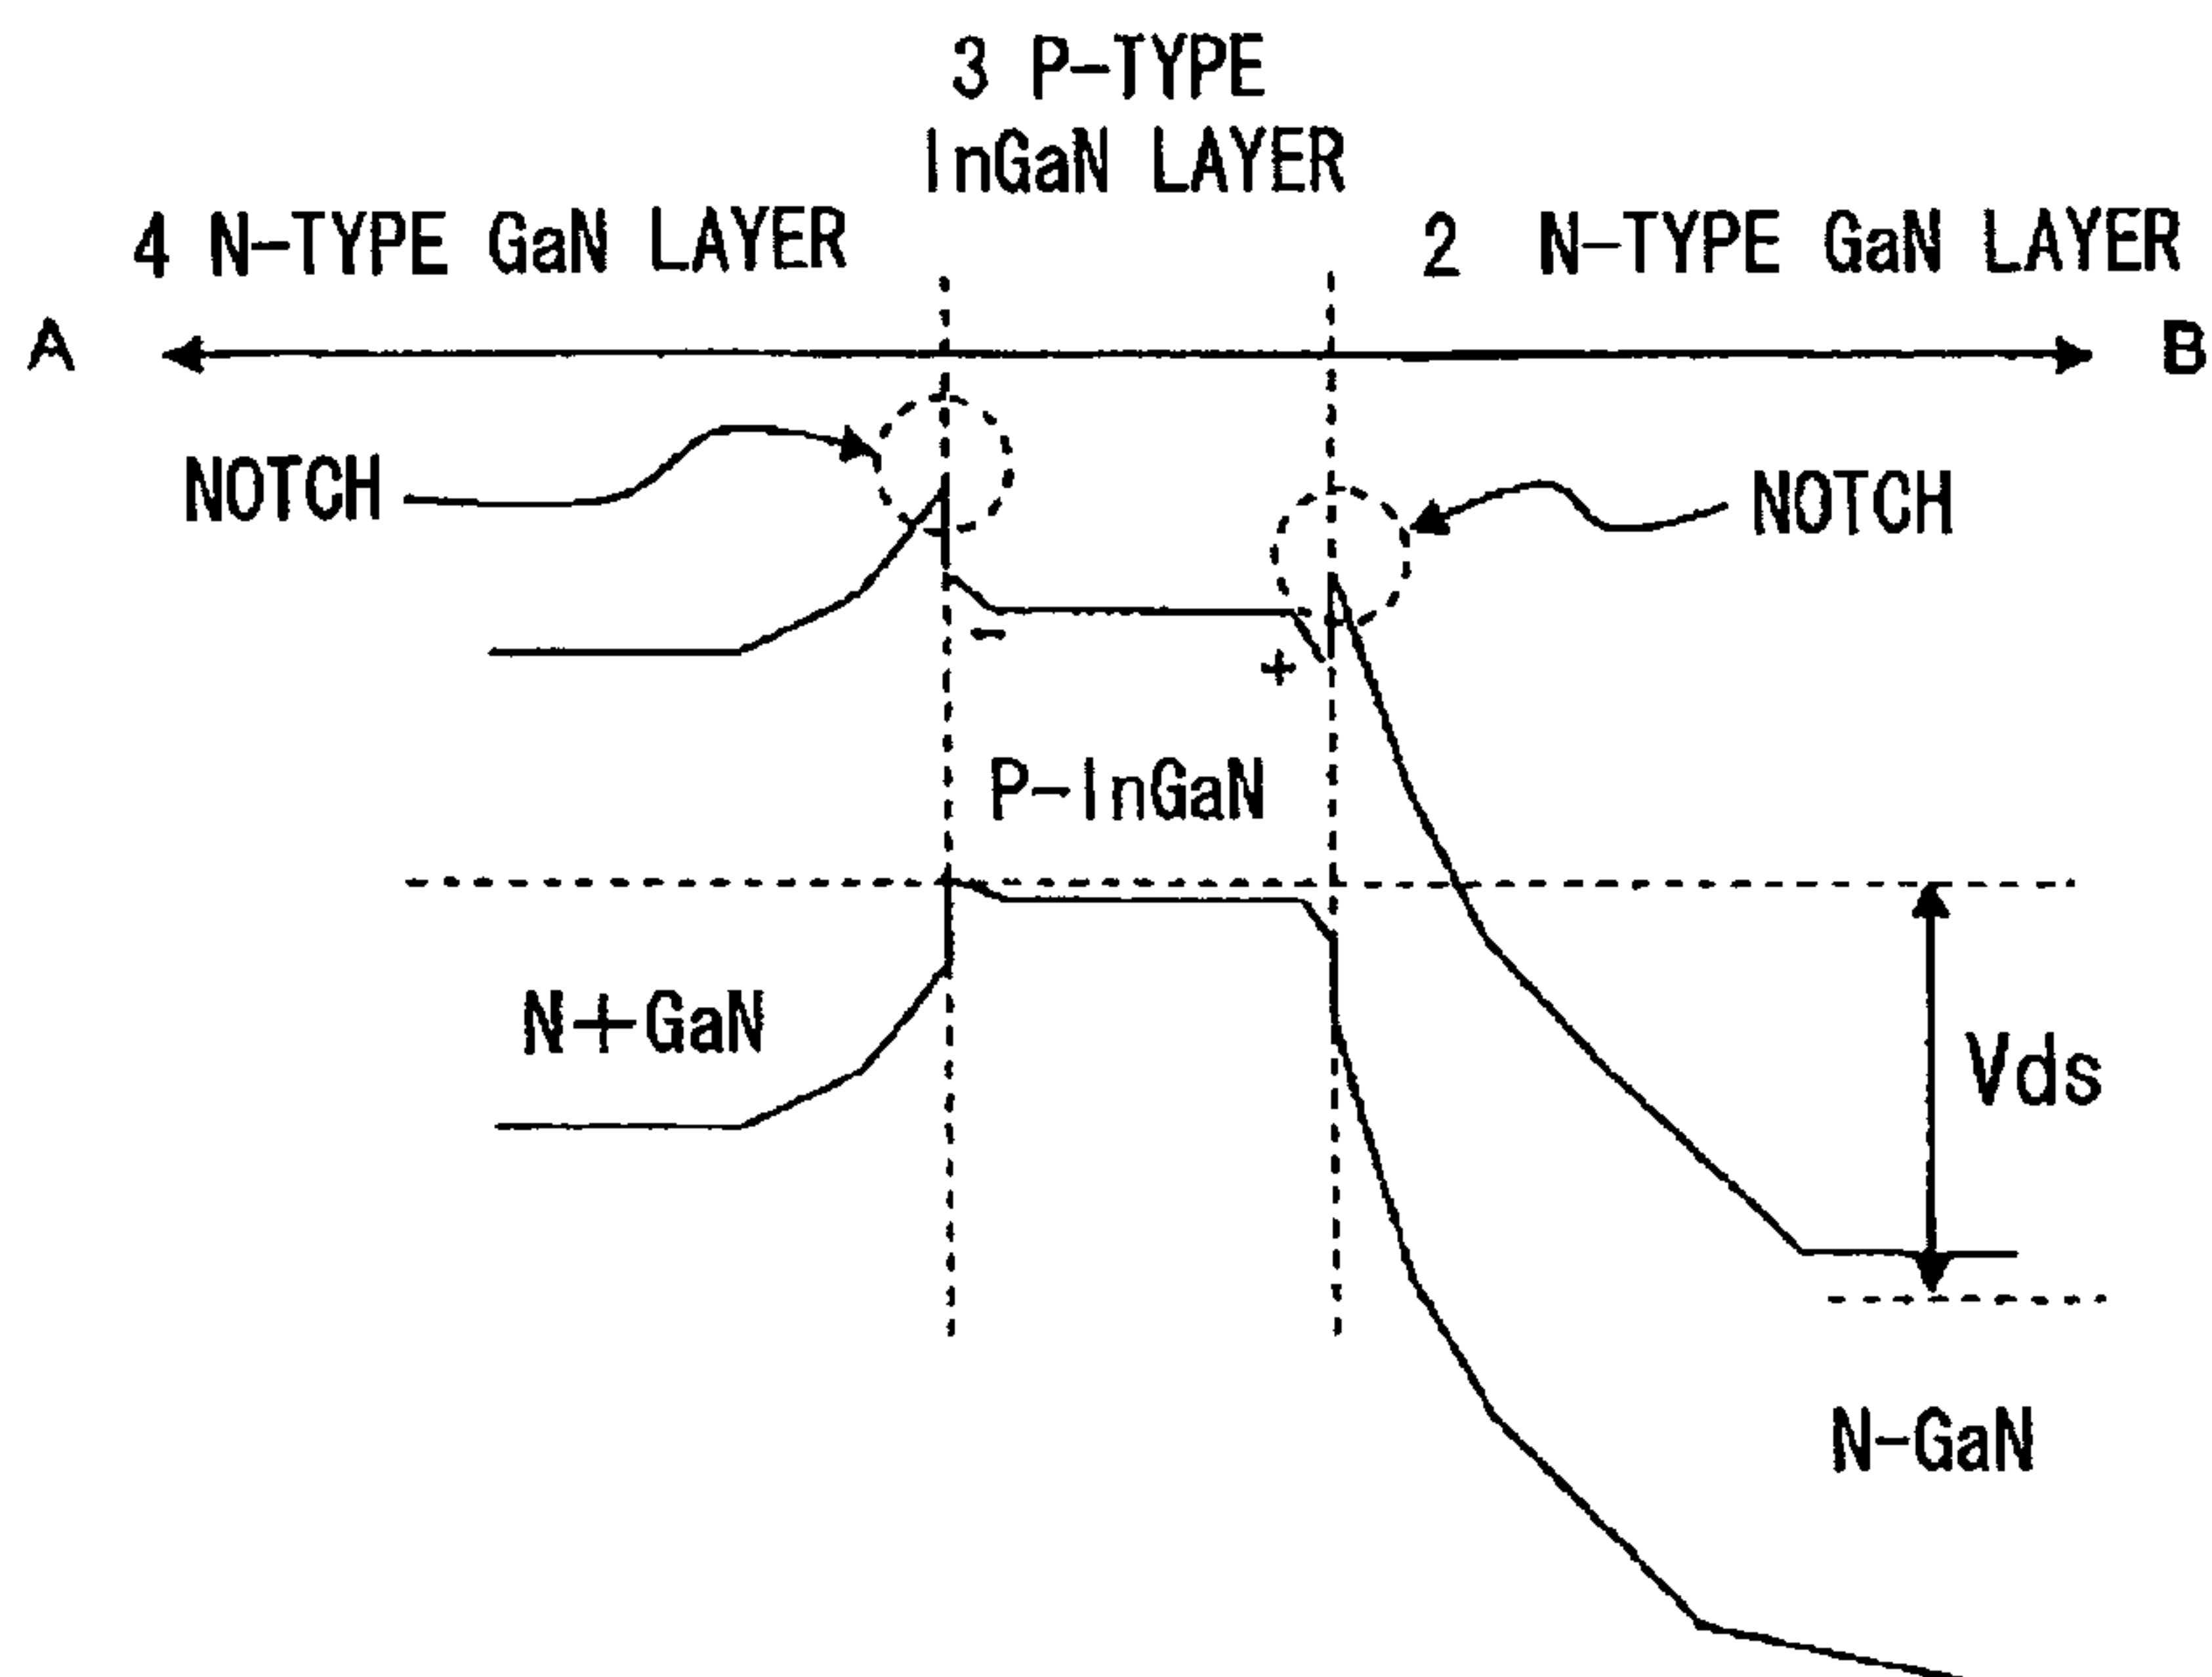 3 P-TYPE
InGaN LAYER
4 N-TYPE GaN LAYER
2 N-TYPE GaN LAYER
A
B
NOTCH
NOTCH
-
+
P-InGaN
N+GaN
Vds
N-GaN